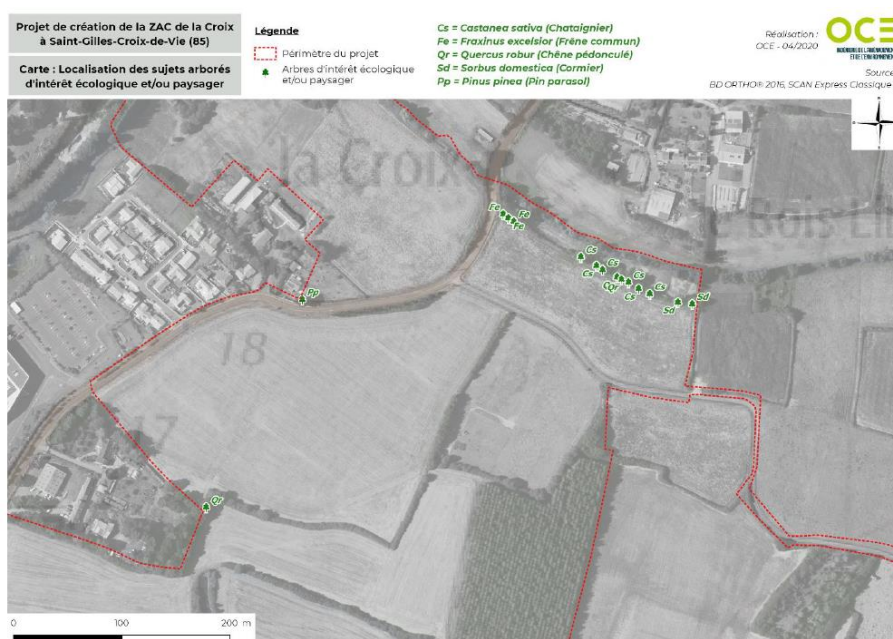 Projet de création de la ZAC de la Croix
à Saint-Gilles-Croix-de-Vie (85)
Carte : Localisation des sujets arborés
d'intérêt écologique et/ou paysager
Légende
Périmètre du projet
Arbres d'intérêt écologique
et/ou paysager
Cs = Castanea sativa (Chataignier)
Fe = Fraxinus excelsior (Frêne commun)
Qr = Quercus robur (Chêne pédonculé)
Sd = Sorbus domestica (Cormier)
Pp = Pinus pinea (Pin parasol)
Réalisation :
OCE - 04/2020
OCE
Source
BD ORTHO® 2016, SCAN Express Classique
la Croix
Fe
Fe
Fe
Cs
Cs
Cs
Cs
Qr
Cs
Cs
Sd
Sd
Pp
18
17
Qr
0 100 200 m